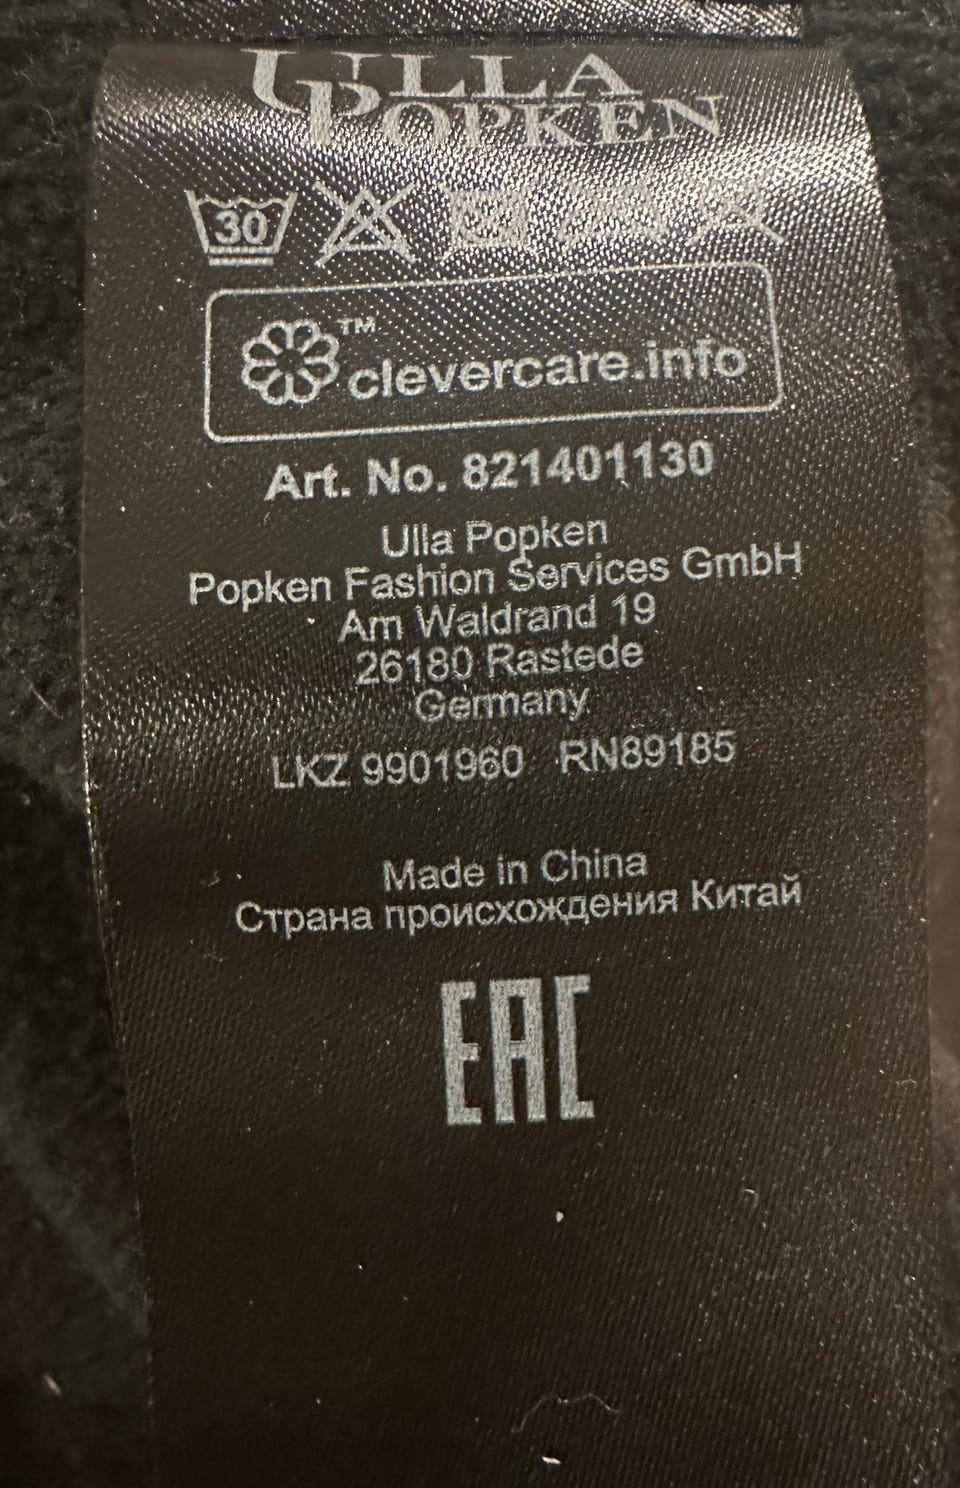 ULLA
POPKEN
30
™
clevercare.info
Art. No. 821401130
Ulla Popken
Popken Fashion Services GmbH
Am Waldrand 19
26180 Rastede
Germany
LKZ 9901960 RN89185
Made in China
Страна происхождения Китай
EAC